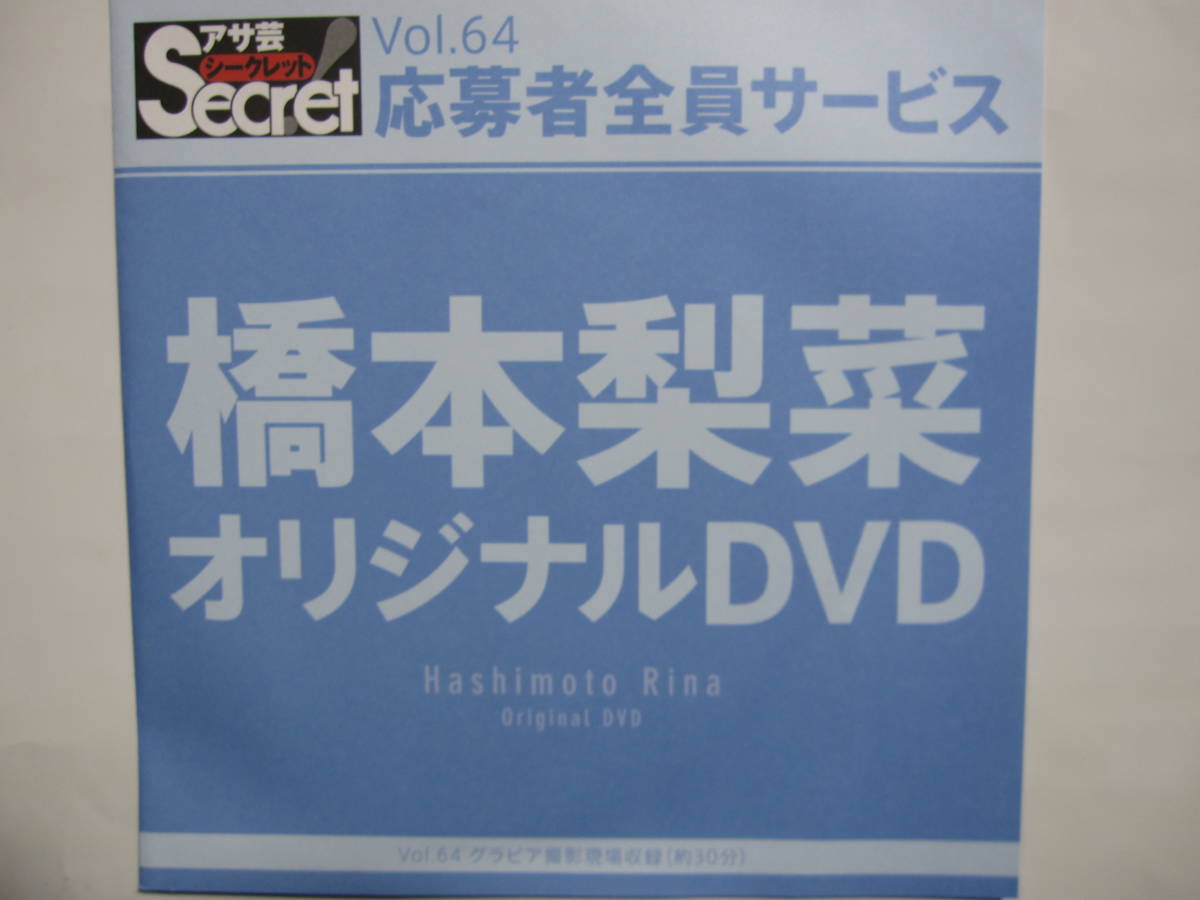 アサ芸
シークレット
Secret!
Vol.64
応募者全員サービス
橋本梨菜
オリジナルDVD
Hashimoto Rina
Original DVD
Vol.64 グラビア撮影現場収録(約30分)